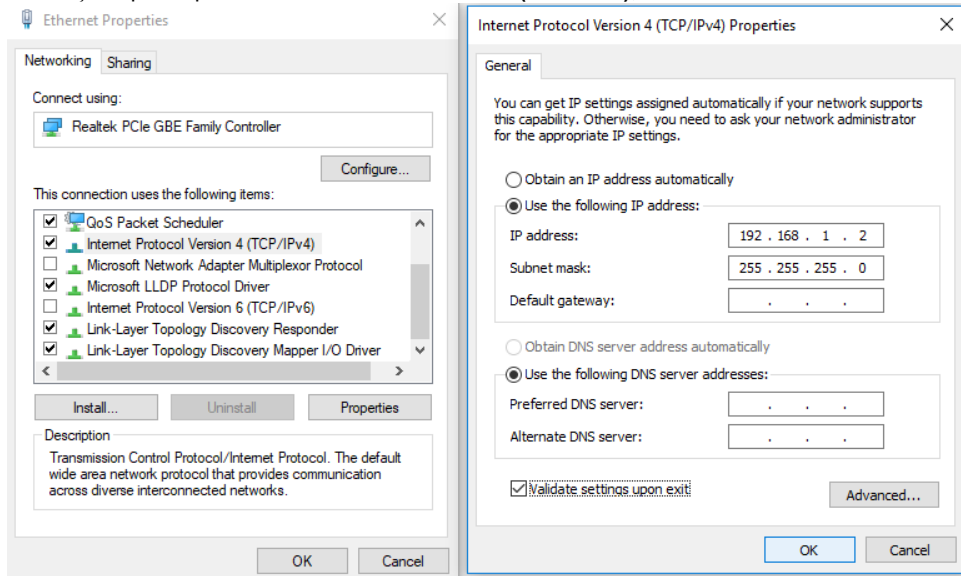 Ethernet Properties
Networking
Sharing
Connect using:
Realtek PCIe GBE Family Controller
Configure...
This connection uses the following items:
QoS Packet Scheduler
Internet Protocol Version 4 (TCP/IPv4)
Microsoft Network Adapter Multiplexor Protocol
Microsoft LLDP Protocol Driver
Internet Protocol Version 6 (TCP/IPv6)
Link-Layer Topology Discovery Responder
Link-Layer Topology Discovery Mapper I/O Driver
Install...
Uninstall
Properties
Description
Transmission Control Protocol/Internet Protocol. The default
wide area network protocol that provides communication
across diverse interconnected networks.
OK
Cancel
Internet Protocol Version 4 (TCP/IPv4) Properties
General
You can get IP settings assigned automatically if your network supports
this capability. Otherwise, you need to ask your network administrator
for the appropriate IP settings.
Obtain an IP address automatically
Use the following IP address:
IP address:
192 . 168 . 1 . 2
Subnet mask:
255 . 255 . 255 . 0
Default gateway:
. . .
Obtain DNS server address automatically
Use the following DNS server addresses:
Preferred DNS server:
. . .
Alternate DNS server:
. . .
Validate settings upon exit
Advanced...
OK
Cancel